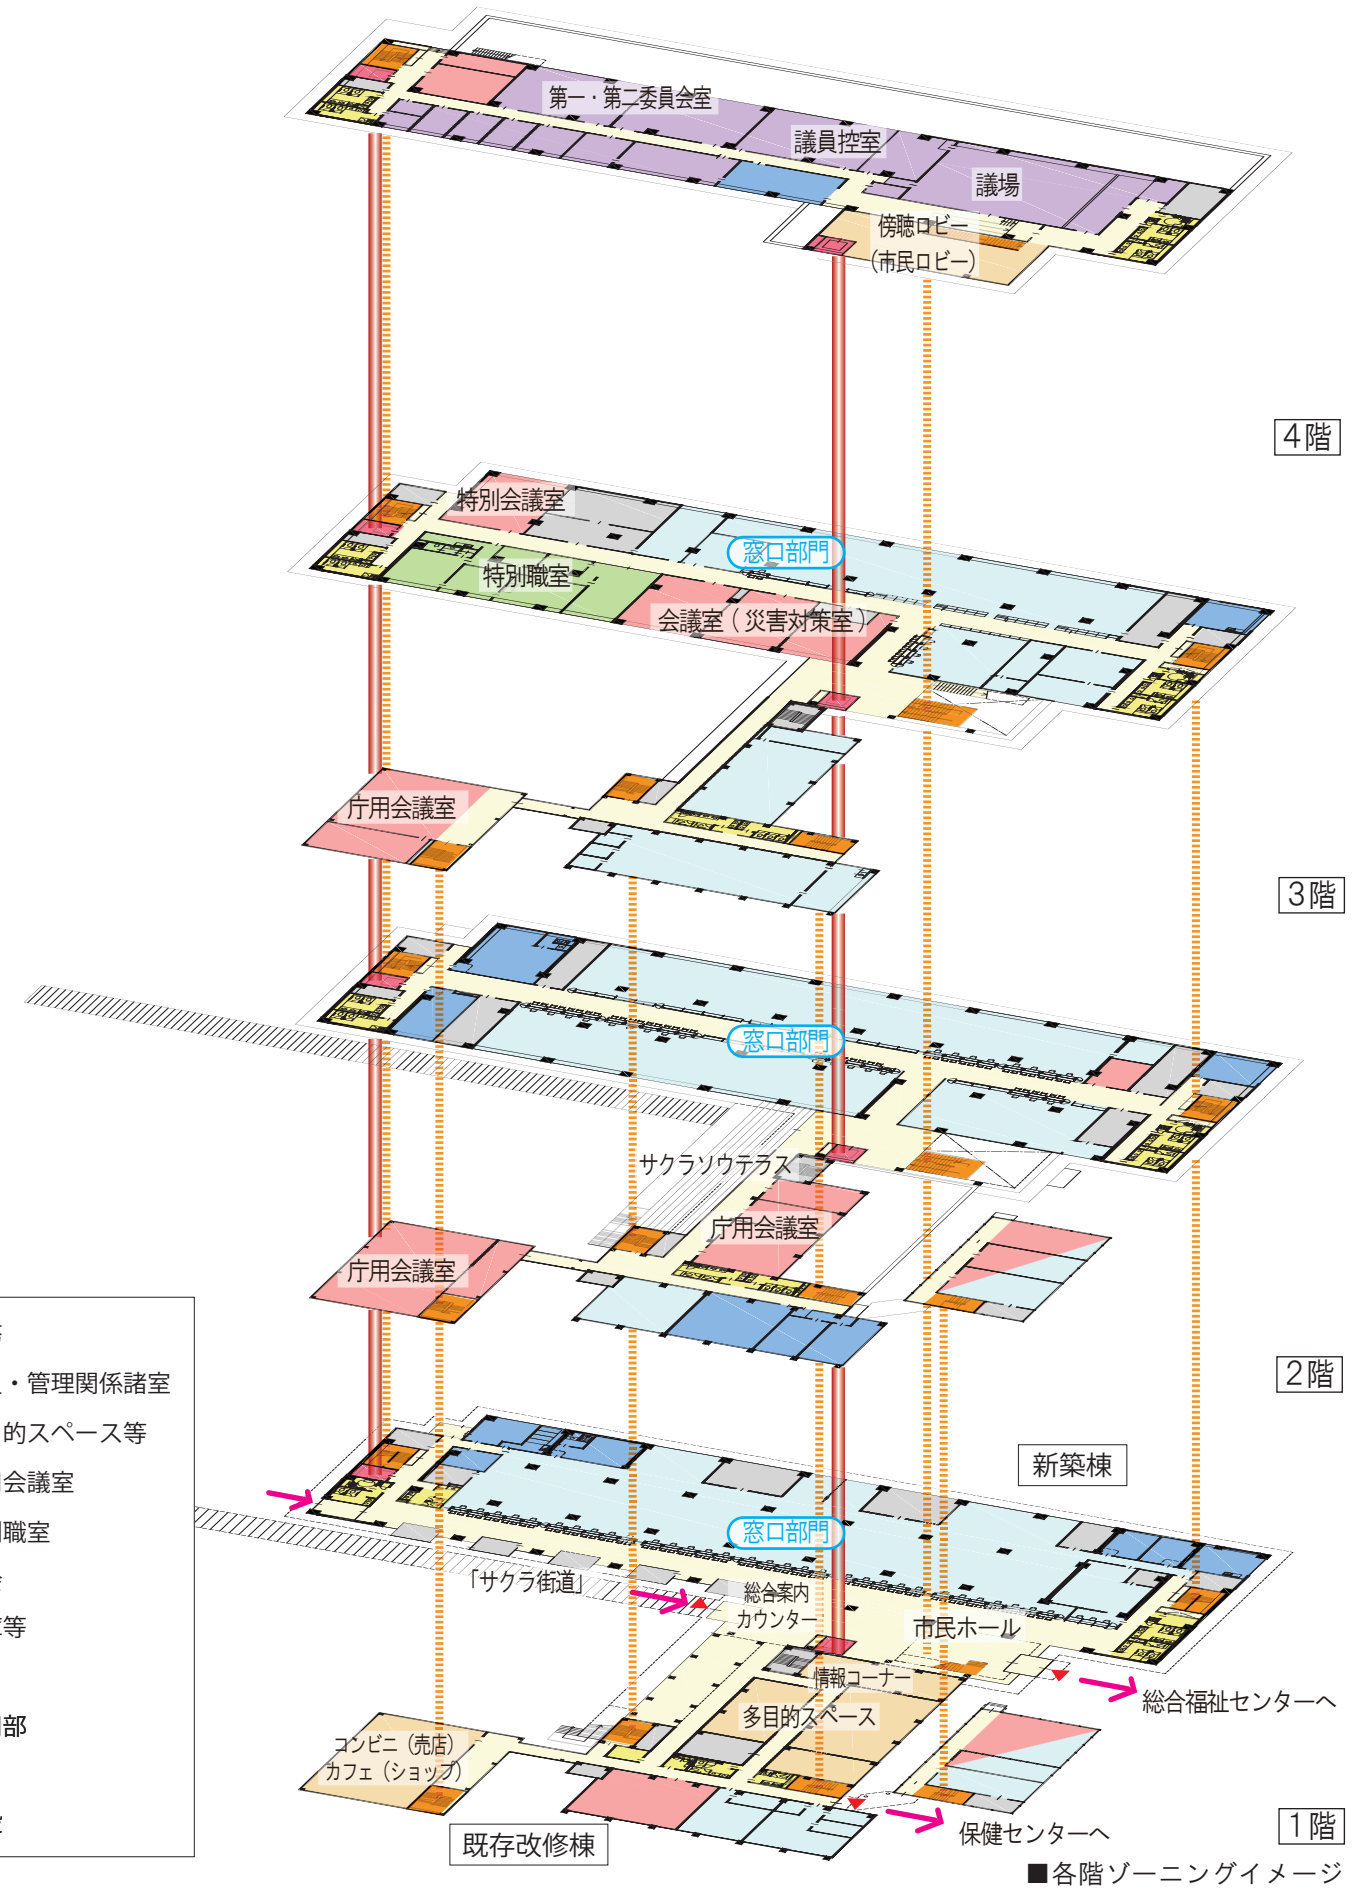 第一・第二委員会室
議員控室
議場
傍聴ロビー
（市民ロビー）
4階
特別会議室
窓口部門
特別職室
会議室（災害対策室）
庁用会議室
3階
窓口部門
サクラソウテラス
庁用会議室
庁用会議室
2階
・管理関係諸室
的スペース等
会議室
職室
等
部
新築棟
窓口部門
「サクラ街道」
総合案内
カウンター
市民ホール
情報コーナー
多目的スペース
総合福祉センターへ
コンビニ（売店）
カフェ（ショップ）
既存改修棟
保健センターへ
1階
■各階ゾーニングイメージ